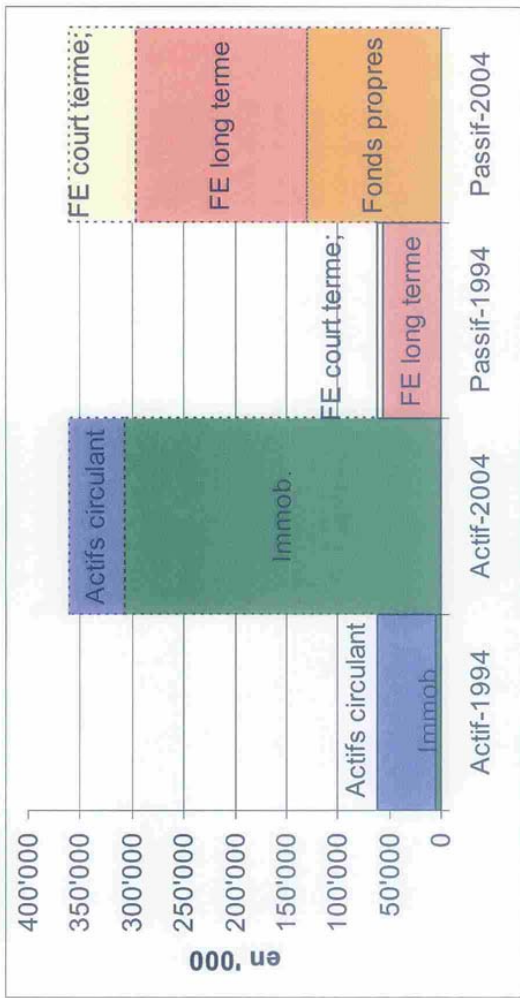 en '000
400'000
350'000
300'000
250'000
200'000
150'000
100'000
50'000
0
Actifs circulant
Immob
Actif-1994
Actifs circulant
Immob.
Actif-2004
FE court terme;
FE long terme
Passif-1994
FE court terme;
FE long terme
Fonds propres
Passif-2004